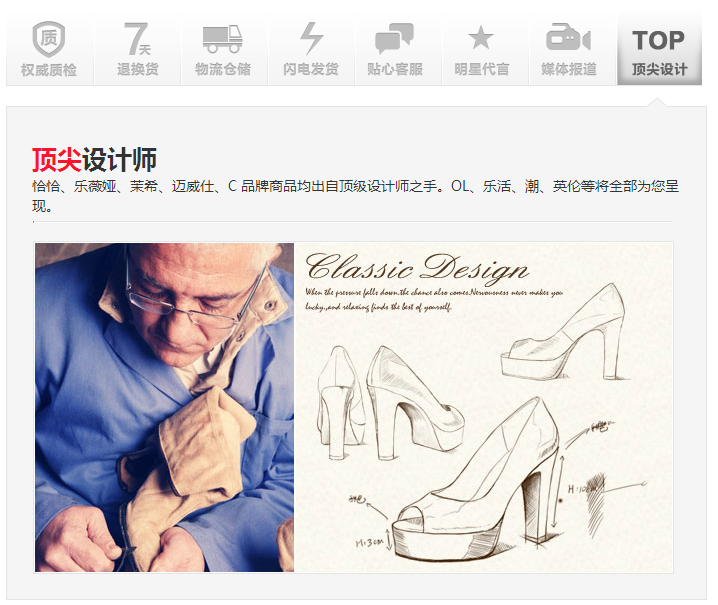 质
7天
TOP
权威质检
退换货
物流仓储
闪电发货
贴心客服
明星代言
媒体报道
顶尖设计
顶尖设计师
恰恰、乐薇娅、茉希、迈威仕、C 品牌商品均出自顶级设计师之手。OL、乐活、潮、英伦等将全部为您呈
现。
Classic Design
When the pressure falls down.the chance also comes.Nervousness never makes you
lucky.,and relaxing finds the best of yourself.
H:10cm
H:3cm